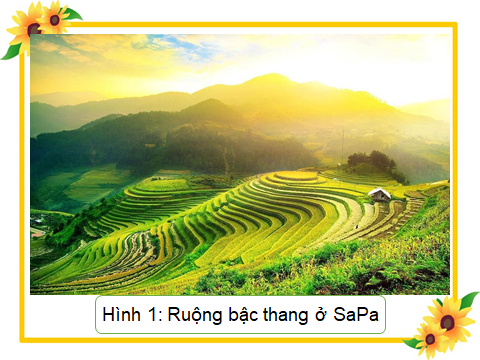 Hình 1: Ruộng bậc thang ở SaPa